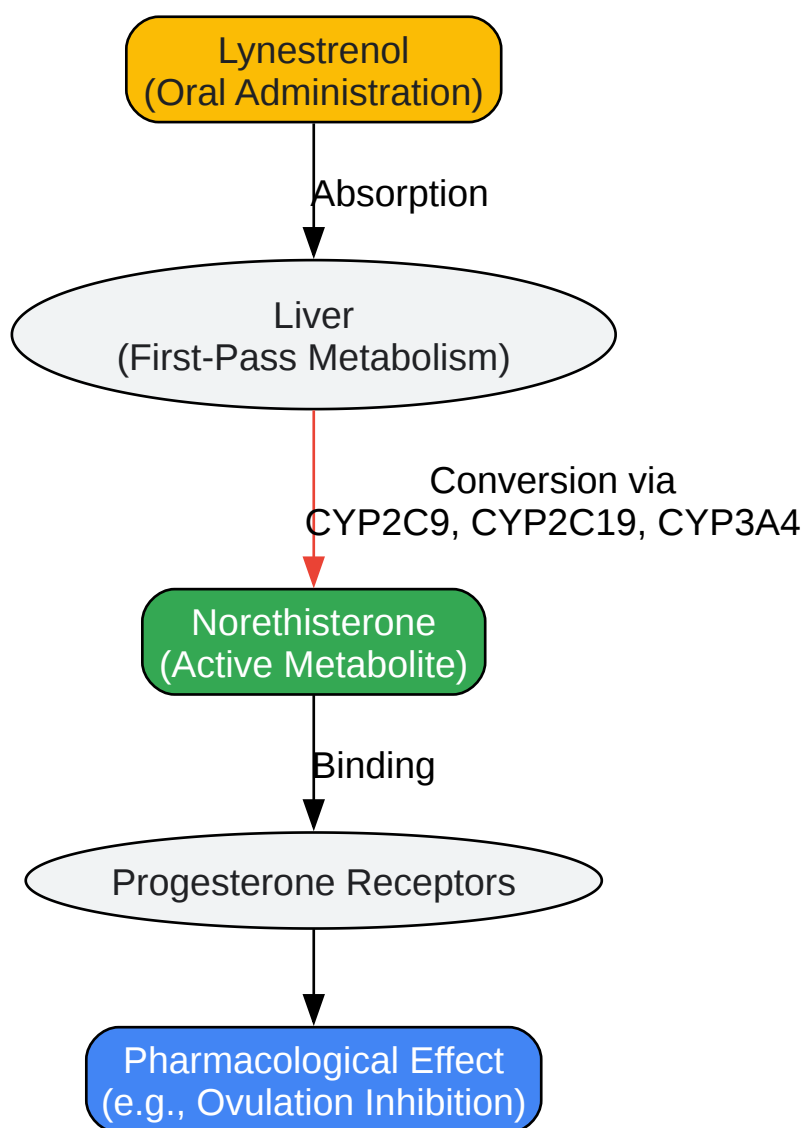 Lynestrenol
(Oral Administration)
Absorption
Liver
(First-Pass Metabolism)
Conversion via
CYP2C9, CYP2C19, CYP3A4
Norethisterone
(Active Metabolite)
Binding
Progesterone Receptors
Pharmacological Effect
(e.g., Ovulation Inhibition)